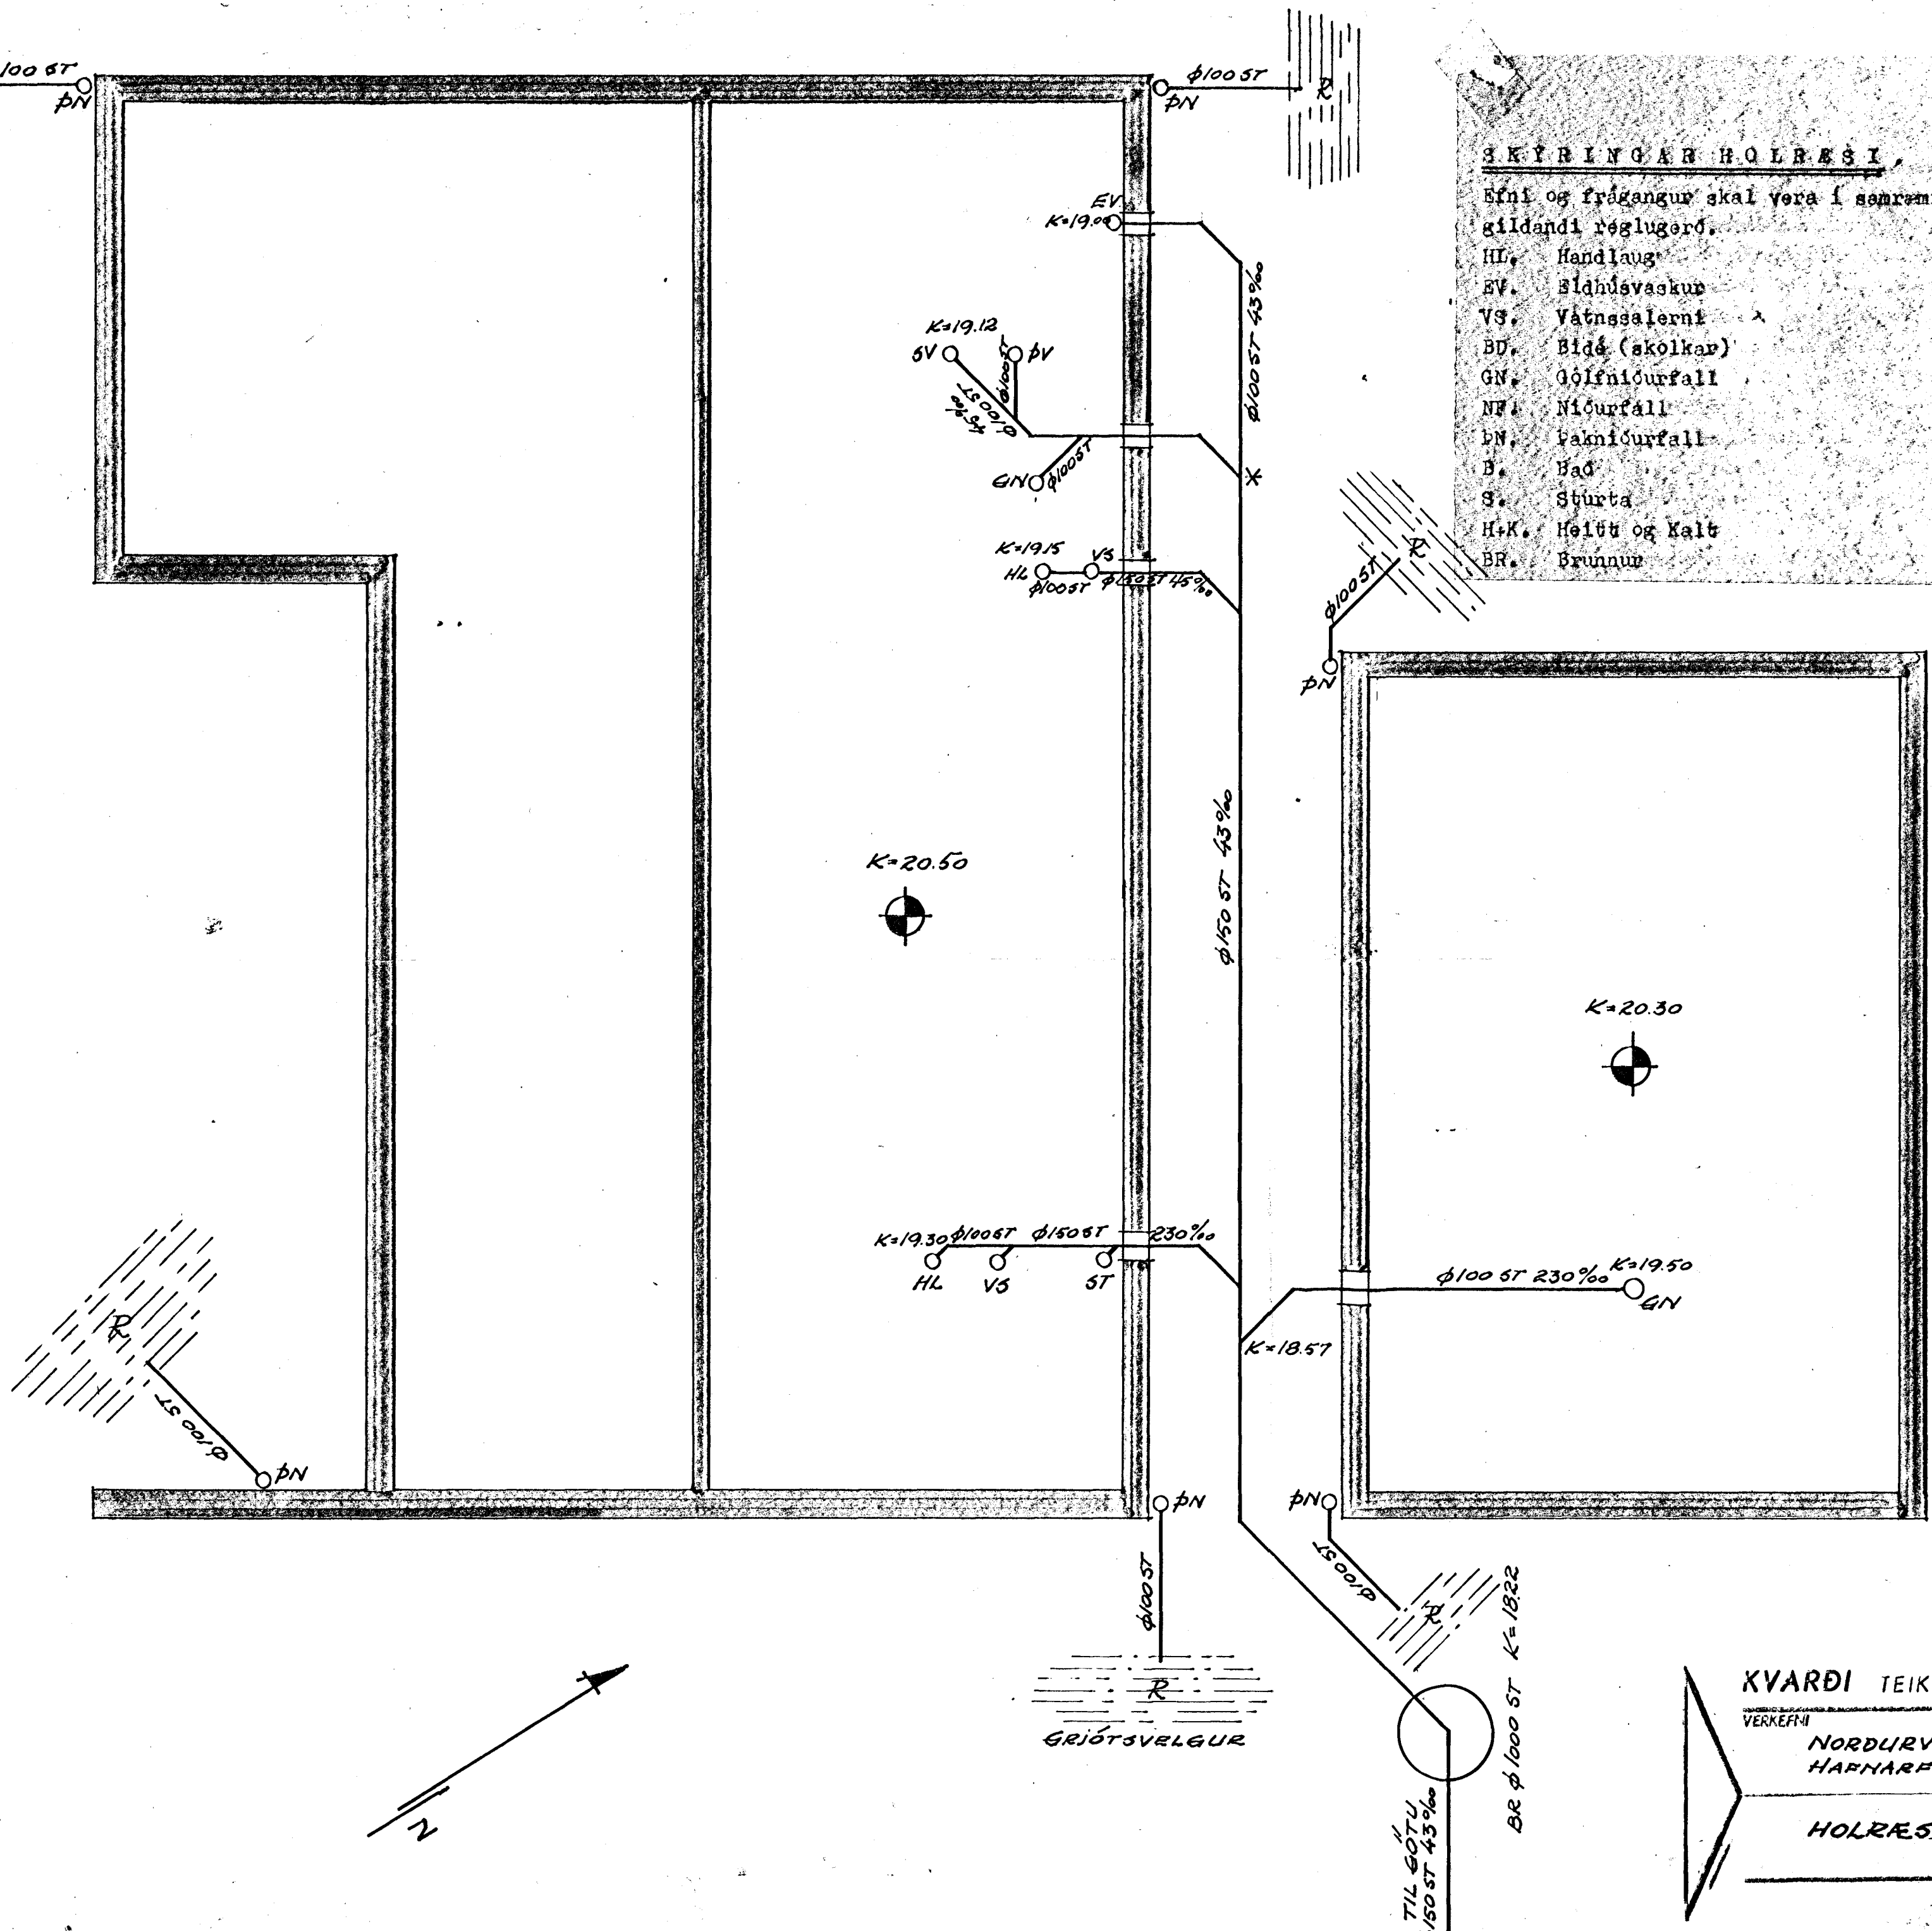 100 ST
ÞN
φ100 ST
ÞN
R
SKÝRINGAR HOLRÆSI.
Efni og frágangur skal vera í samræm
gildandi reglugerð.
HL. Handlaug
EV. Eldhúsvaskur
VS. Vatnssalerni
BD. Bidé (skolkar)
GN. Gólfniðurfall
NF. Niðurfall
ÞN. Þakniðurfall
B. Bað
S. Sturta
H+K. Heitt og Kalt
BR. Brunnur
EV
K=19.00
φ100 ST 43‰
K=19.12
SV
ÞV
φ100 ST
φ100 ST
45‰
GN
φ100 ST
K=19.15
HL
VS
φ100 ST
φ150 ST 45‰
R
φ100 ST
ÞN
φ150 ST 43‰
K=20.50
K=20.30
K=19.30
φ100 ST
φ150 ST
230‰
HL
VS
ST
φ100 ST 230‰
K=19.50
GN
K=18.57
R
φ100 ST
ÞN
ÞN
φ100 ST
R
GRJÓTSVELGUR
ÞN
φ100 ST
R
BR φ1000 ST K=18.22
TIL GÖTU
150 ST 43‰
N
KVARÐI TEIK
VERKEFNI
NORÐURV
HAFNARF
HOLRÆS